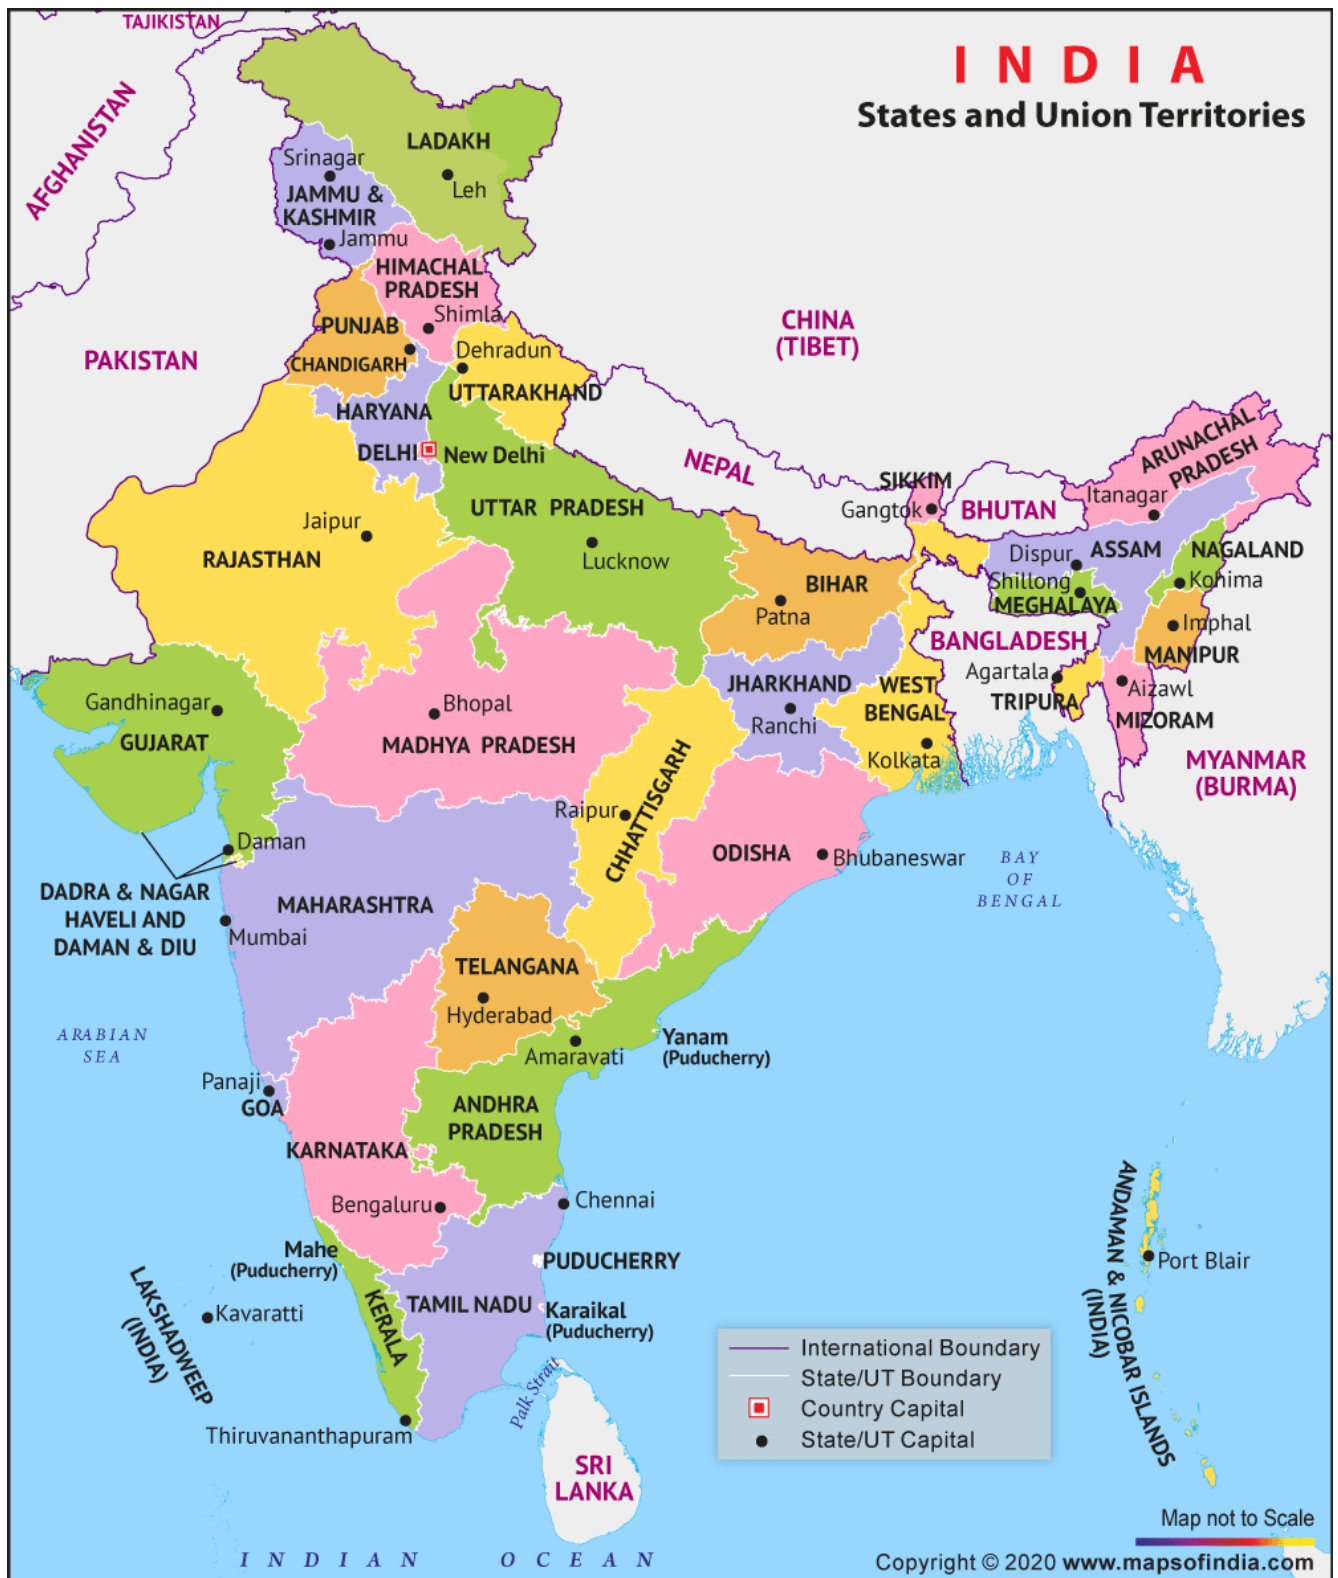 TAJIKISTAN
INDIA
States and Union Territories
AFGHANISTAN
LADAKH
Srinagar
Leh
JAMMU &
KASHMIR
Jammu
HIMACHAL
PRADESH
Shimla
PUNJAB
CHANDIGARH
Dehradun
UTTARAKHAND
CHINA
(TIBET)
PAKISTAN
HARYANA
DELHI
New Delhi
NEPAL
SIKKIM
Gangtok
BHUTAN
ARUNACHAL
PRADESH
Itanagar
UTTAR PRADESH
Lucknow
Jaipur
RAJASTHAN
BIHAR
Patna
Dispur
ASSAM
NAGALAND
Kohima
Shillong
MEGHALAYA
Imphal
MANIPUR
BANGLADESH
Agartala
TRIPURA
Aizawl
MIZORAM
MYANMAR
(BURMA)
Gandhinagar
GUJARAT
Bhopal
MADHYA PRADESH
JHARKHAND
Ranchi
WEST
BENGAL
Kolkata
Raipur
CHHATTISGARH
ODISHA
Bhubaneswar
BAY
OF
BENGAL
Daman
DADRA & NAGAR
HAVELI AND
DAMAN & DIU
MAHARASHTRA
Mumbai
TELANGANA
Hyderabad
ARABIAN
SEA
Amaravati
Yanam
(Puducherry)
Panaji
GOA
ANDHRA
PRADESH
KARNATAKA
Bengaluru
Chennai
Mahe
(Puducherry)
PUDUCHERRY
LAKSHADWEEP
(INDIA)
Kavaratti
KERALA
TAMIL NADU
Karaikal
(Puducherry)
Thiruvananthapuram
Palk Strait
SRI
LANKA
ANDAMAN & NICOBAR ISLANDS
(INDIA)
Port Blair
International Boundary
State/UT Boundary
Country Capital
State/UT Capital
INDIAN OCEAN
Map not to Scale
Copyright © 2020 www.mapsofindia.com